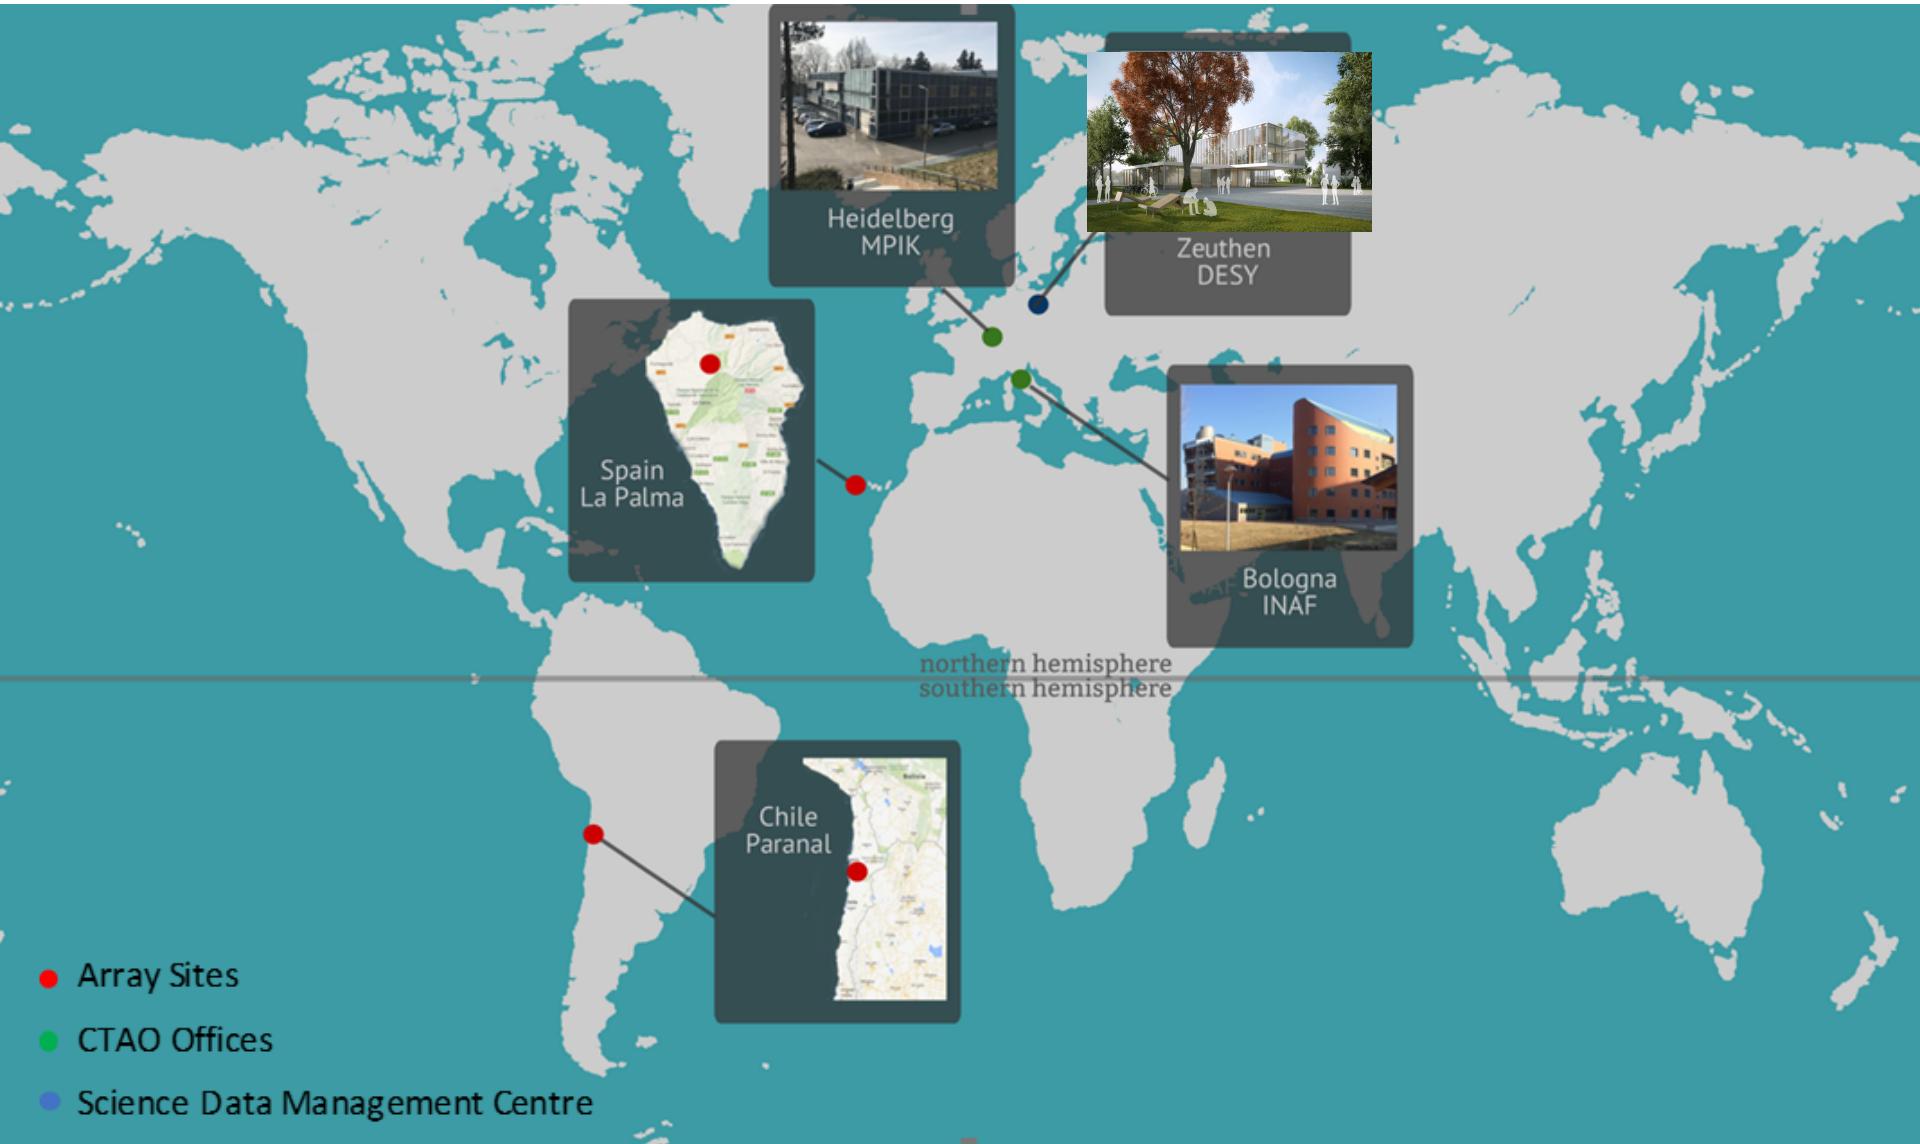 Heidelberg
MPIK
Zeuthen
DESY
Spain
La Palma
Bologna
INAF
northern hemisphere
southern hemisphere
Chile
Paranal
Bolivia
Array Sites
CTAO Offices
Science Data Management Centre